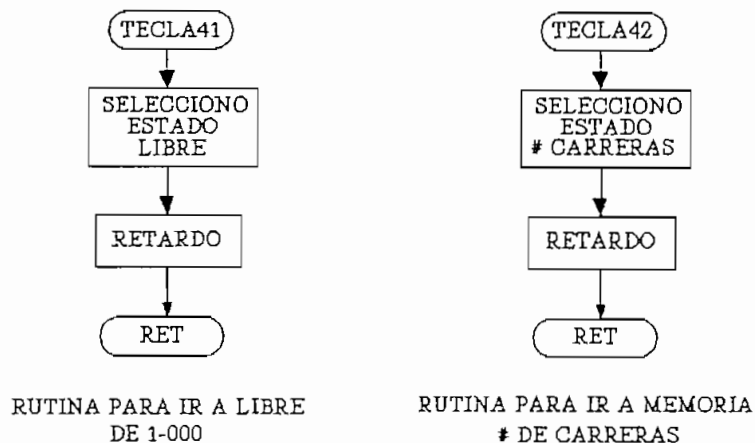 TECLA41
SELECCIONO
ESTADO
LIBRE
RETARDO
RET
RUTINA PARA IR A LIBRE
DE 1-000
TECLA42
SELECCIONO
ESTADO
# CARRERAS
RETARDO
RET
RUTINA PARA IR A MEMORIA
# DE CARRERAS